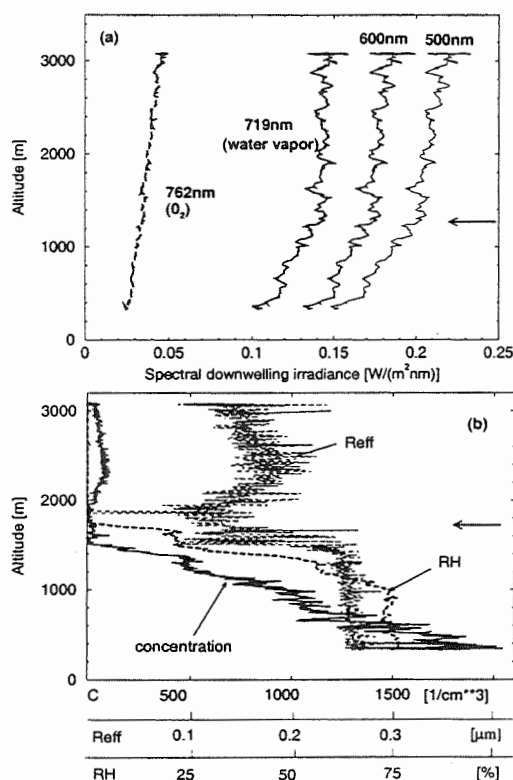 (a)
600nm 500nm
3000
719nm
(water vapor)
2000
762nm
(O2)
1000
0
Altitude [m]
0 0.05 0.1 0.15 0.2 0.25
Spectral downwelling irradiance [W/(m²nm)]
(b)
3000
Reff
2000
RH
1000
concentration
0
Altitude [m]
C 500 1000 1500 [1/cm**3]
Reff 0.1 0.2 0.3 [µm]
RH 25 50 75 [%]